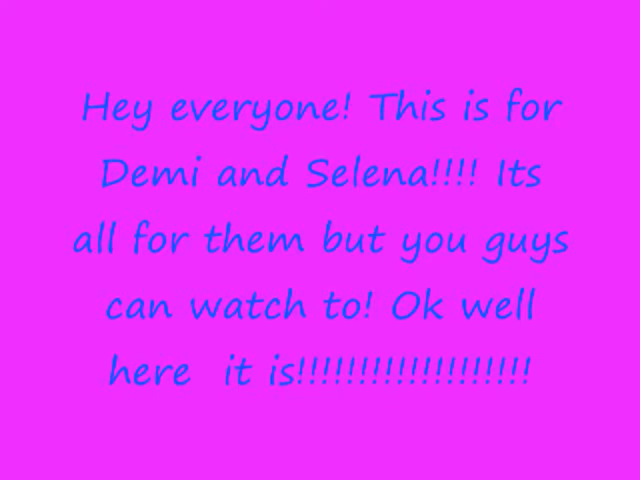 Hey everyone! This is for
Demi and Selena!!!! Its
all for them but you guys
can watch to! Ok well
here  it is!!!!!!!!!!!!!!!!!!!